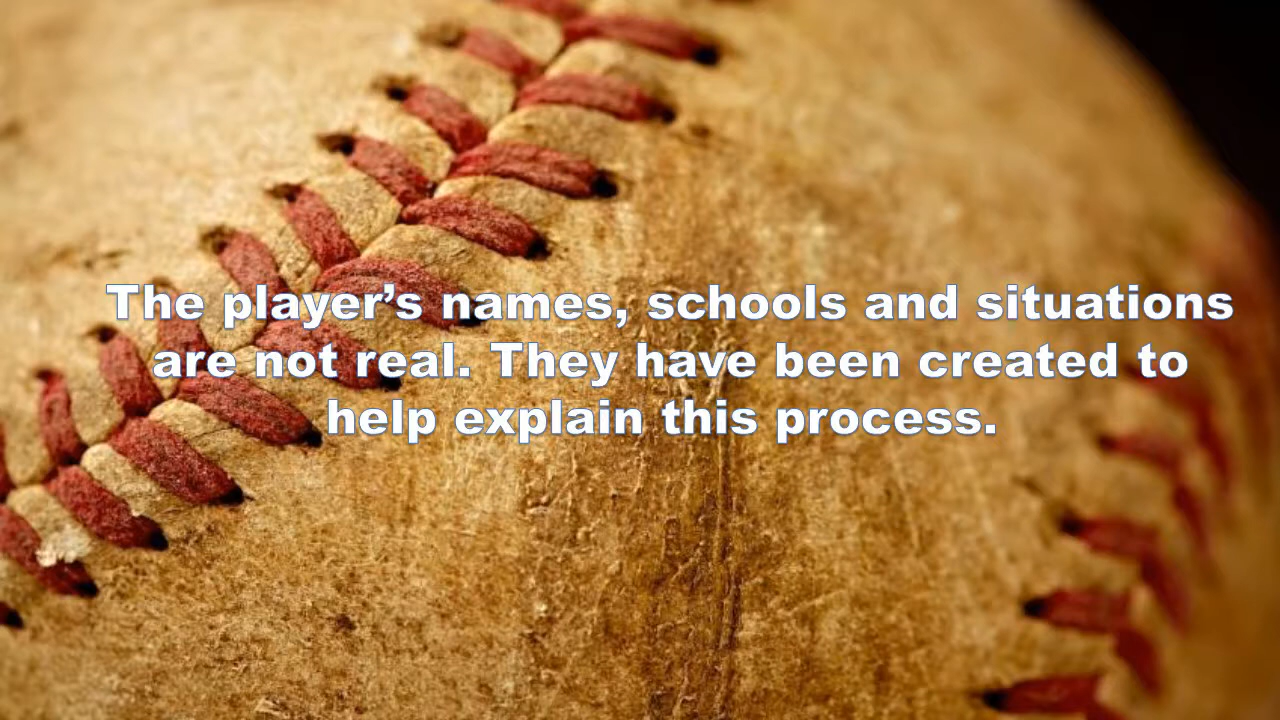 The player’s names, schools and situations
are not real. They have been created to
help explain this process.